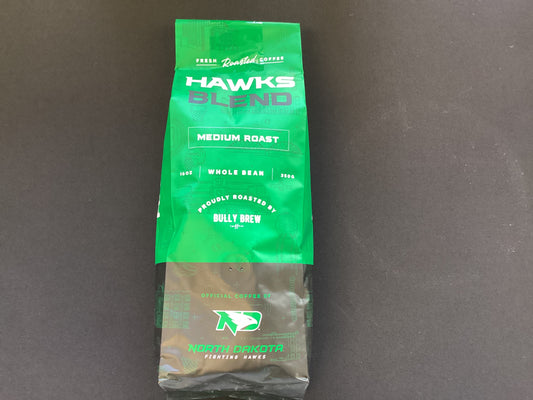 FRESH Roasted COFFEE
HAWKS
BLEND
MEDIUM ROAST
WHOLE BEAN
PROUDLY ROASTED BY
BULLY BREW
OFFICIAL COFFEE OF
ND
NORTH DAKOTA
FIGHTING HAWKS